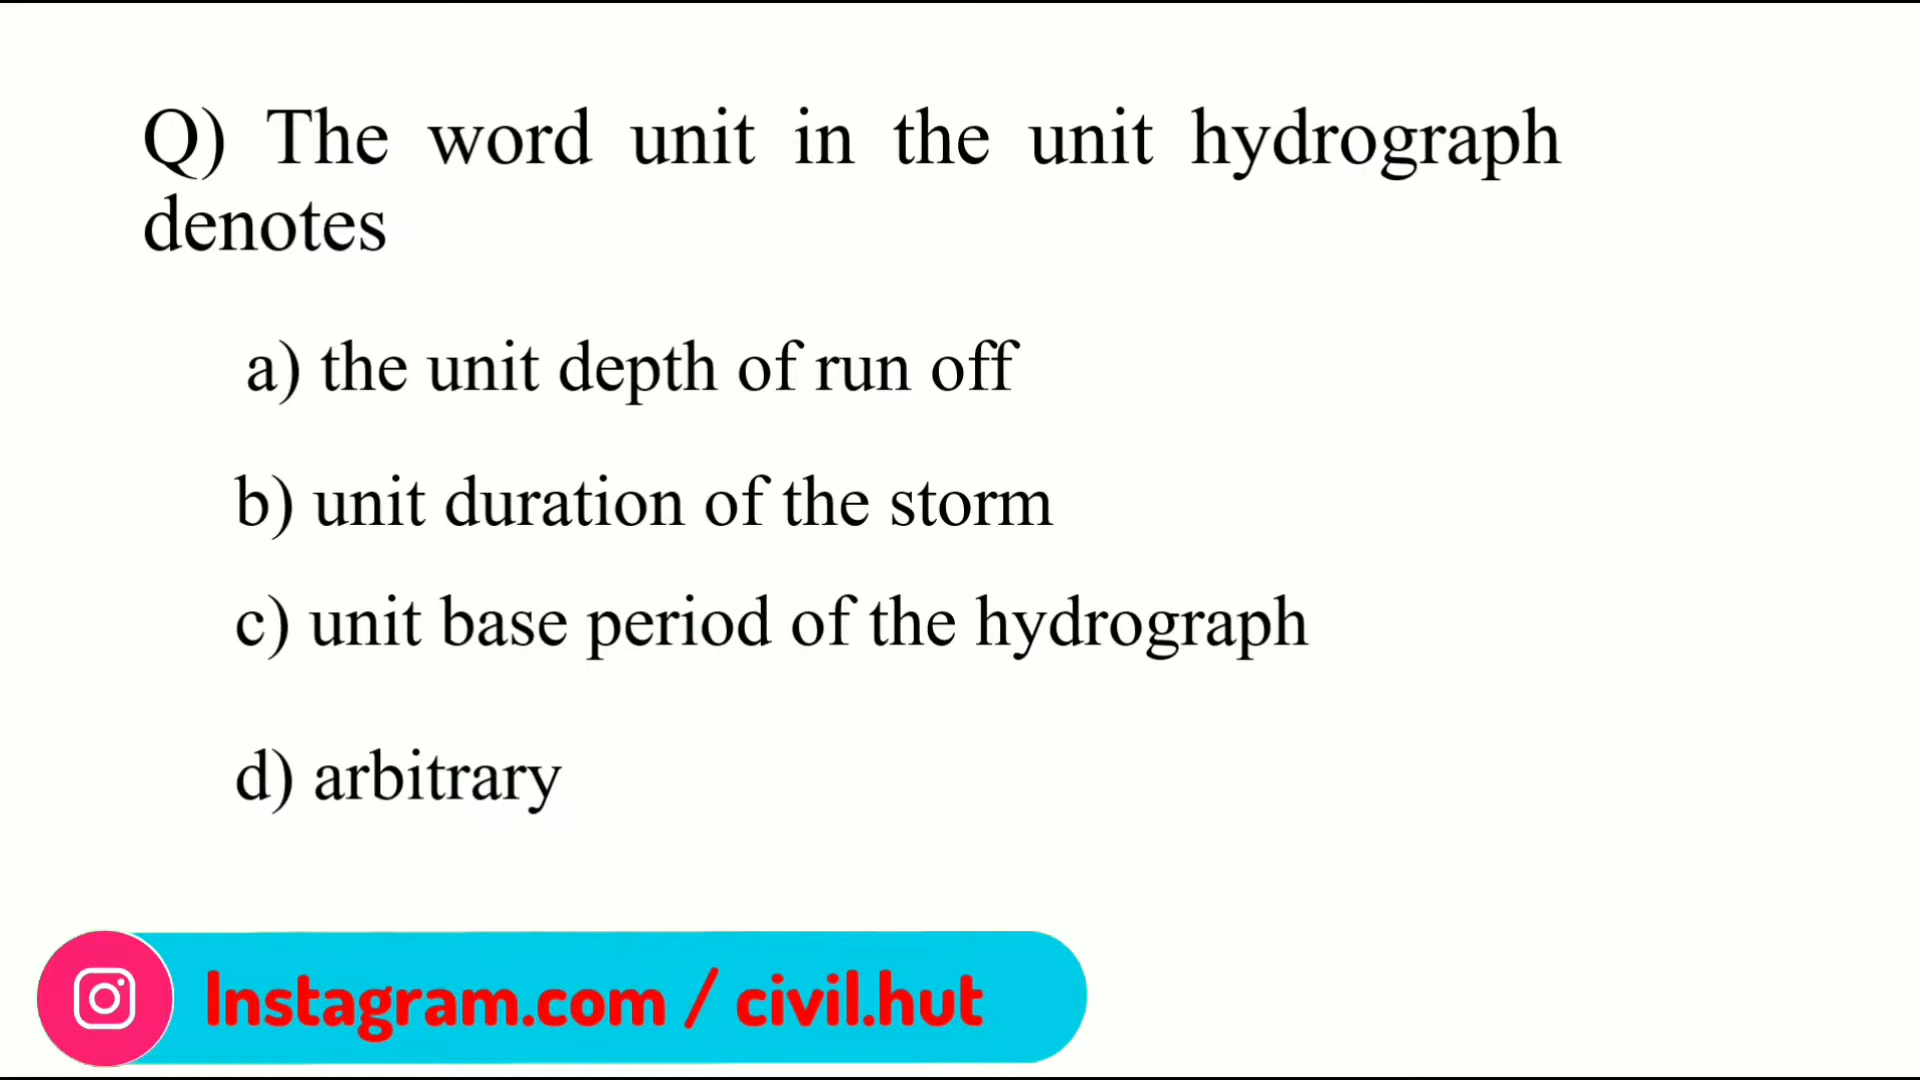 Q) The word unit in the unit hydrograph
denotes
a) the unit depth of run off
b) unit duration of the storm
c) unit base period of the hydrograph
d) arbitrary
Instagram.com / civil.hut